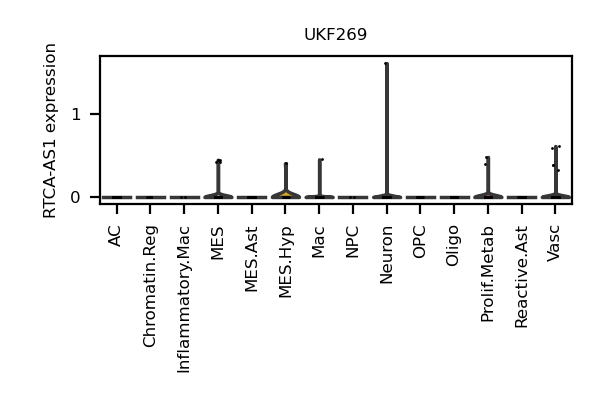 UKF269
RTCA-AS1 expression
1
0
AC
Chromatin.Reg
Inflammatory.Mac
MES
MES.Ast
MES.Hyp
Mac
NPC
Neuron
OPC
Oligo
Prolif.Metab
Reactive.Ast
Vasc